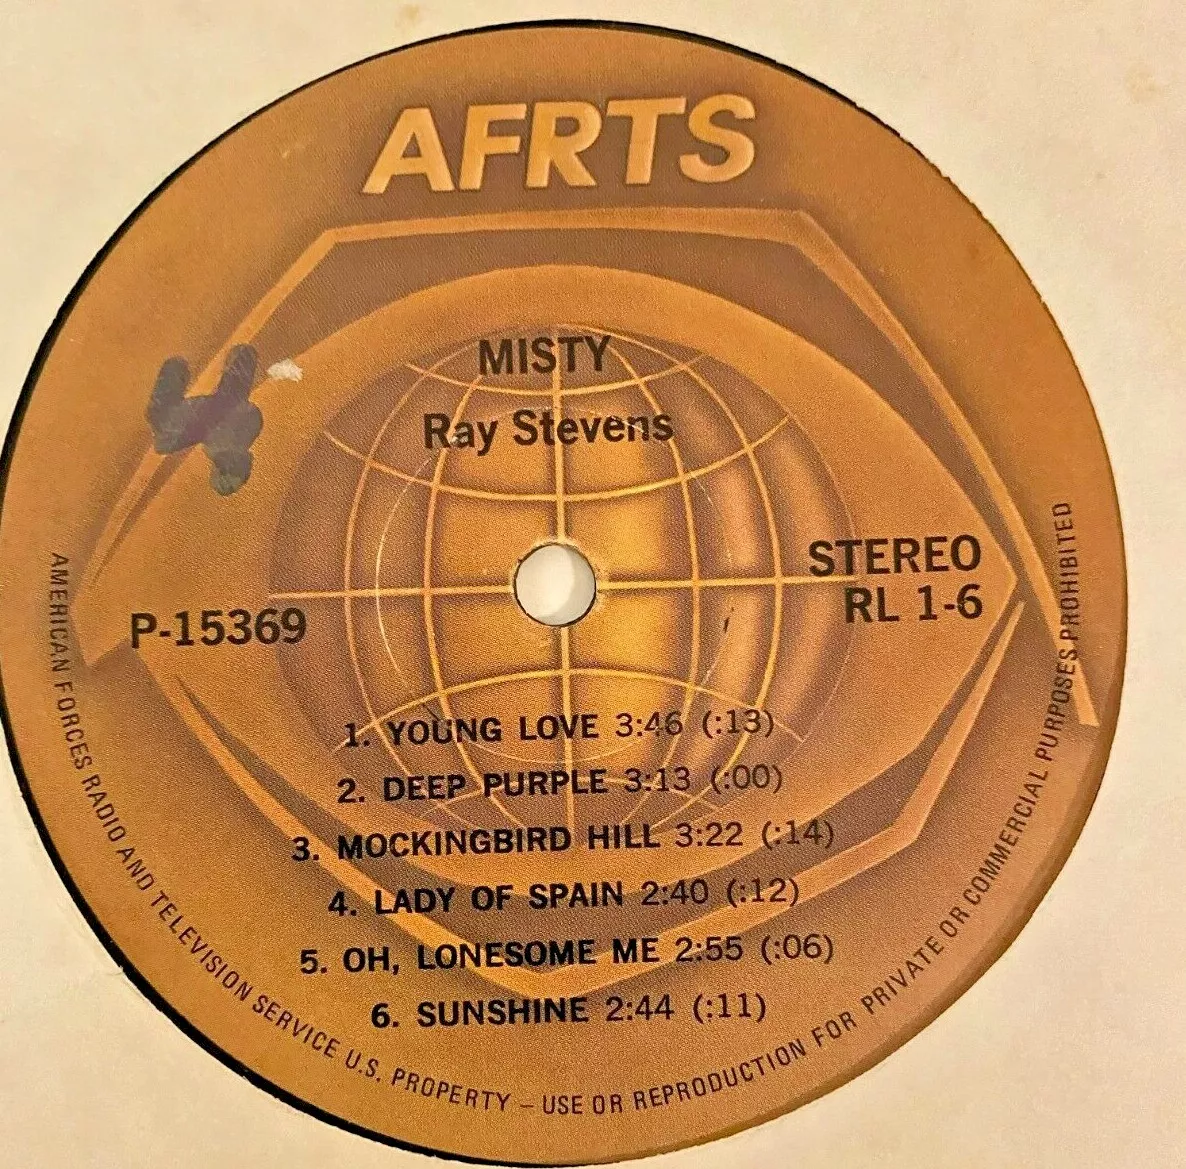 AFRTS
MISTY
Ray Stevens
4
STEREO
RL 1-6
P-15369
1. YOUNG LOVE 3:46 (:13)
2. DEEP PURPLE 3:13 (:00)
3. MOCKINGBIRD HILL 3:22 (:14)
4. LADY OF SPAIN 2:40 (:12)
5. OH, LONESOME ME 2:55 (:06)
6. SUNSHINE 2:44 (:11)
AMERICAN FORCES RADIO AND TELEVISION SERVICE U.S. PROPERTY – USE OR REPRODUCTION FOR PRIVATE OR COMMERCIAL PURPOSES PROHIBITED